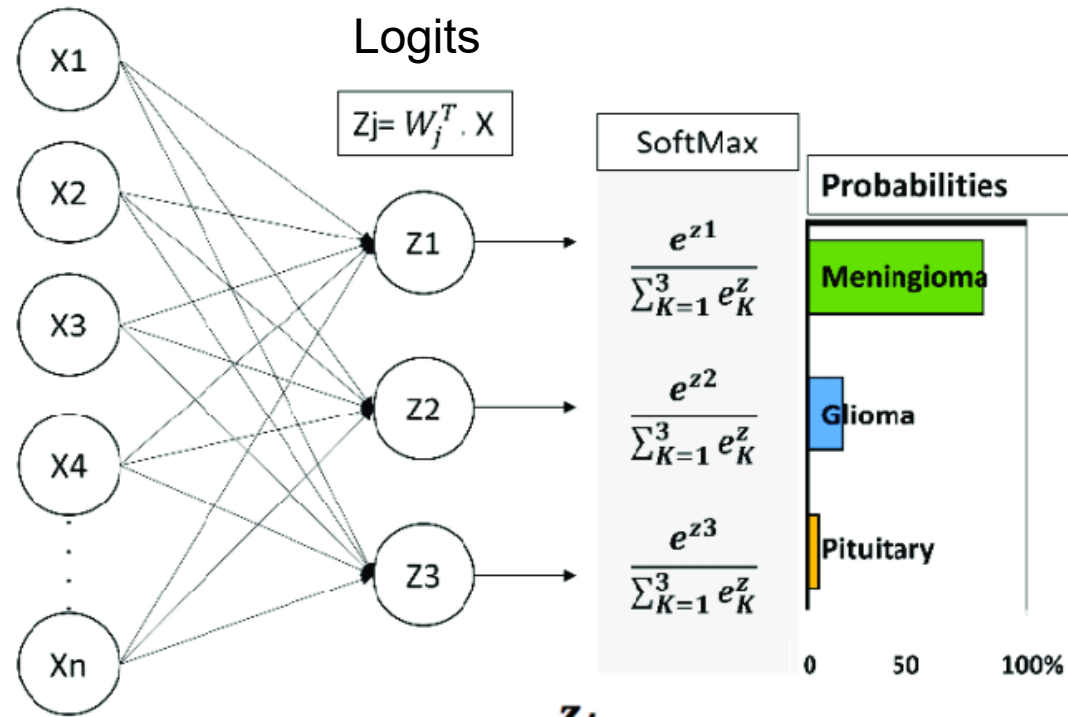 Logits
Zj= W_j^T . X
X1
X2
X3
X4
Xn
Z1
Z2
Z3
SoftMax
e^{z1}
∑_{K=1}^3 e_K^z
e^{z2}
∑_{K=1}^3 e_K^z
e^{z3}
∑_{K=1}^3 e_K^z
Probabilities
Meningioma
Glioma
Pituitary
0 50 100%